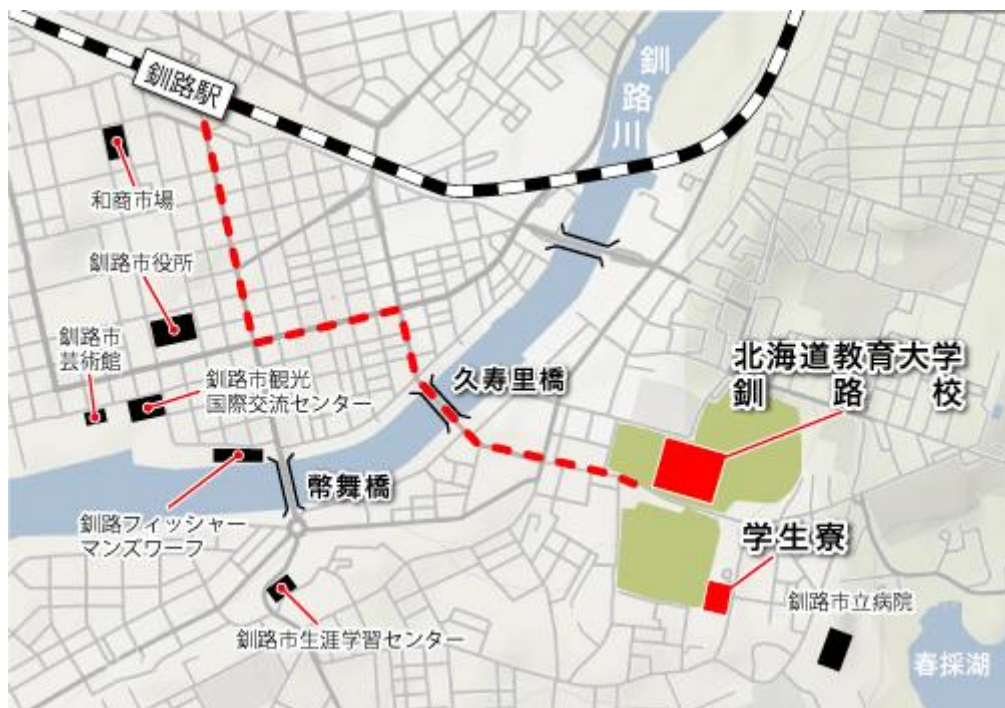 釧路駅
釧路川
和商市場
釧路市役所
釧路市
芸術館
釧路市観光
国際交流センター
久寿里橋
北海道教育大学
釧路校
幣舞橋
釧路フィッシャー
マンズワーフ
学生寮
釧路市立病院
釧路市生涯学習センター
春採湖